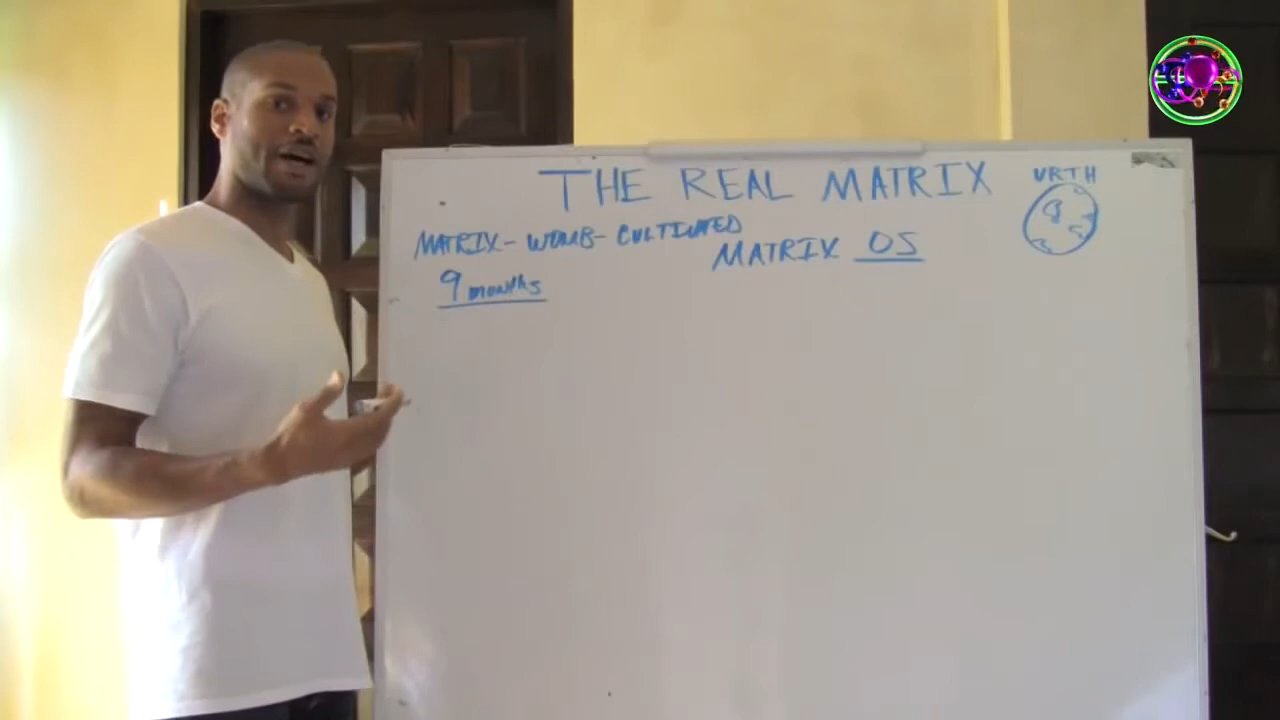 THE REAL MATRIX
URTH
MATRIX - WOMB - CULTIVATED
MATRIX OS
9 months